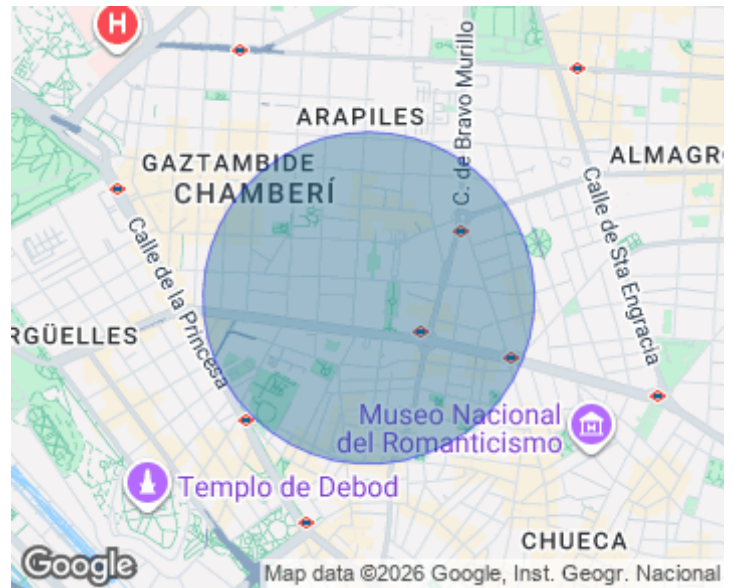 H
ARAPILES
C. de Bravo Murillo
GAZTAMBIDE
CHAMBERÍ
ALMAGR
Calle de Sta Engracia
Calle de la Princesa
RGÜELLES
Museo Nacional
del Romanticismo
Templo de Debod
CHUECA
Google
Map data ©2026 Google, Inst. Geogr. Nacional